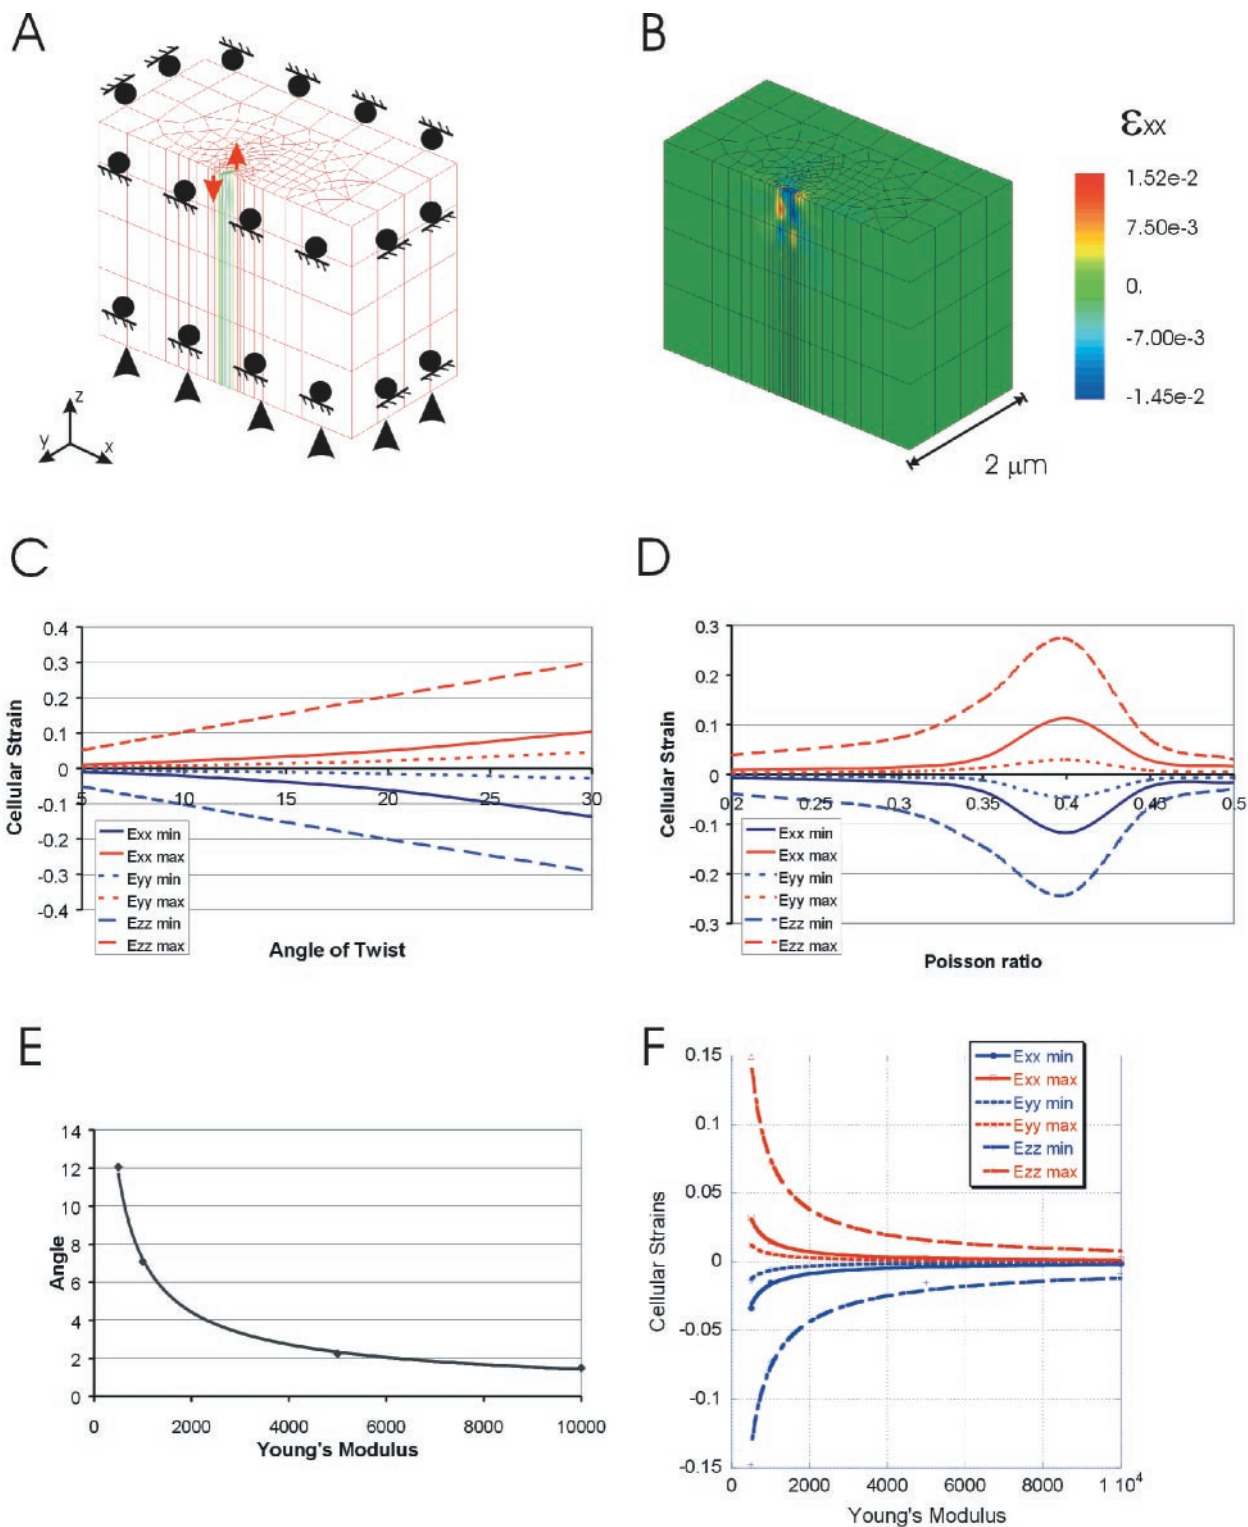 A
B
z
y
x
εxx
1.52e-2
7.50e-3
0.
-7.00e-3
-1.45e-2
2 μm
C
0.4
0.3
0.2
0.1
0
-0.1
-0.2
-0.3
-0.4
5
10
15
20
25
30
Cellular Strain
Angle of Twist
Exx min
Exx max
Eyy min
Eyy max
Ezz min
Ezz max
D
0.3
0.2
0.1
0
-0.1
-0.2
-0.3
0.2
0.25
0.3
0.35
0.4
0.45
0.5
Cellular Strain
Poisson ratio
Exx min
Exx max
Eyy min
Eyy max
Ezz min
Ezz max
E
14
12
10
8
6
4
2
0
0
2000
4000
6000
8000
10000
Angle
Young's Modulus
F
0.15
0.1
0.05
0
-0.05
-0.1
-0.15
0
2000
4000
6000
8000
1 10⁴
Cellular Strains
Young's Modulus
Exx min
Exx max
Eyy min
Eyy max
Ezz min
Ezz max